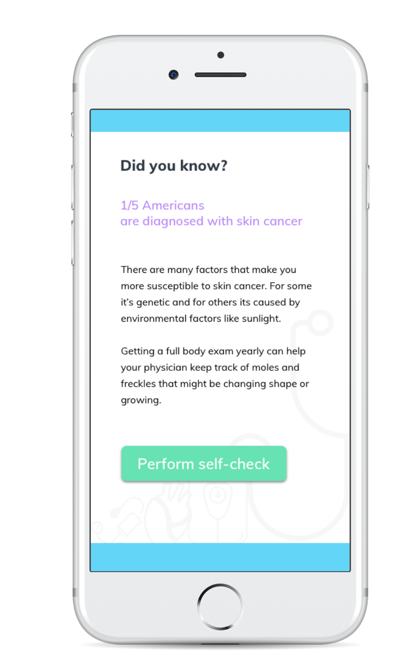 Did you know?
1/5 Americans
are diagnosed with skin cancer
There are many factors that make you
more susceptible to skin cancer. For some
it's genetic and for others its caused by
environmental factors like sunlight.
Getting a full body exam yearly can help
your physician keep track of moles and
freckles that might be changing shape or
growing.
Perform self-check